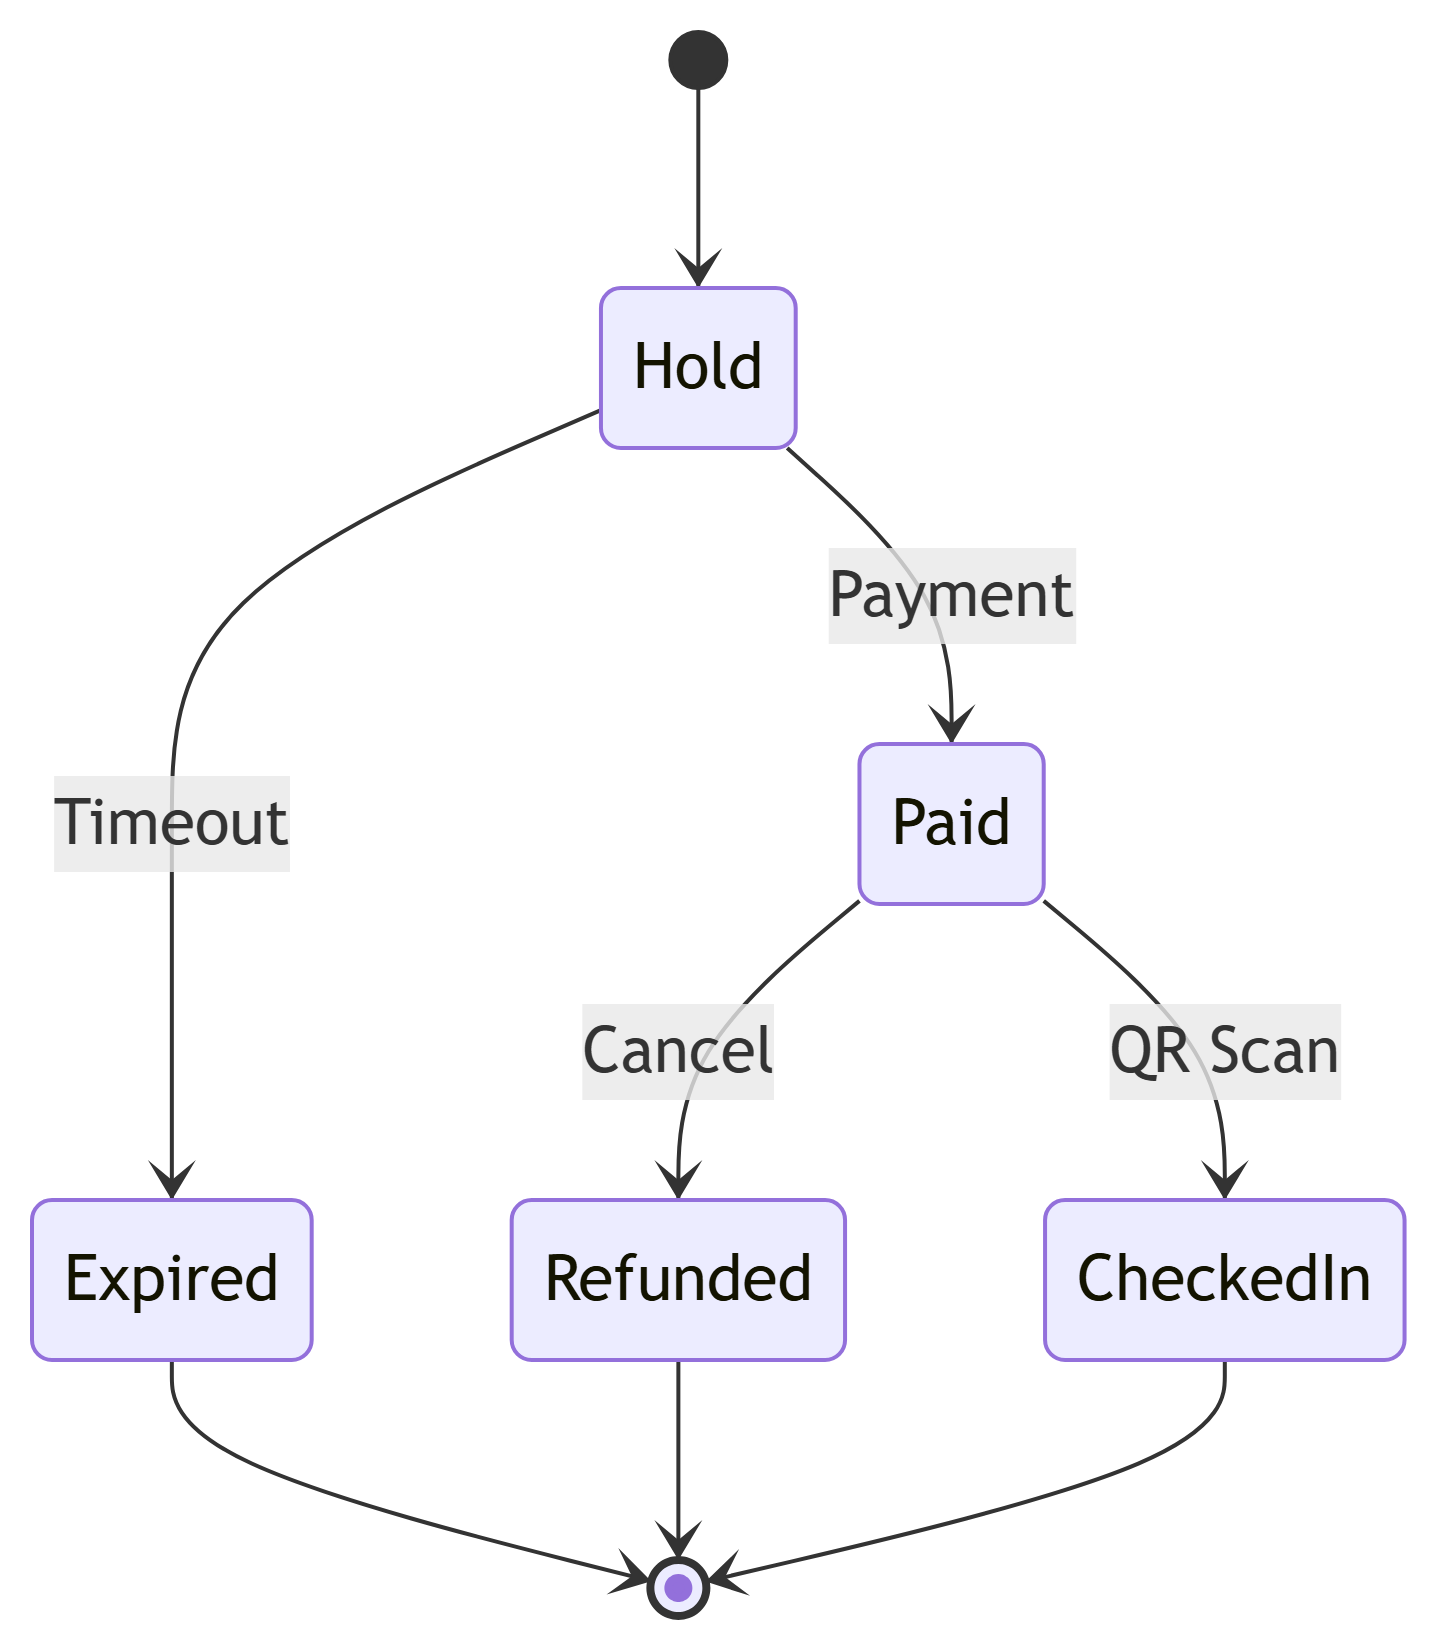 Hold
Payment
Timeout
Paid
Cancel
QR Scan
Expired
Refunded
CheckedIn